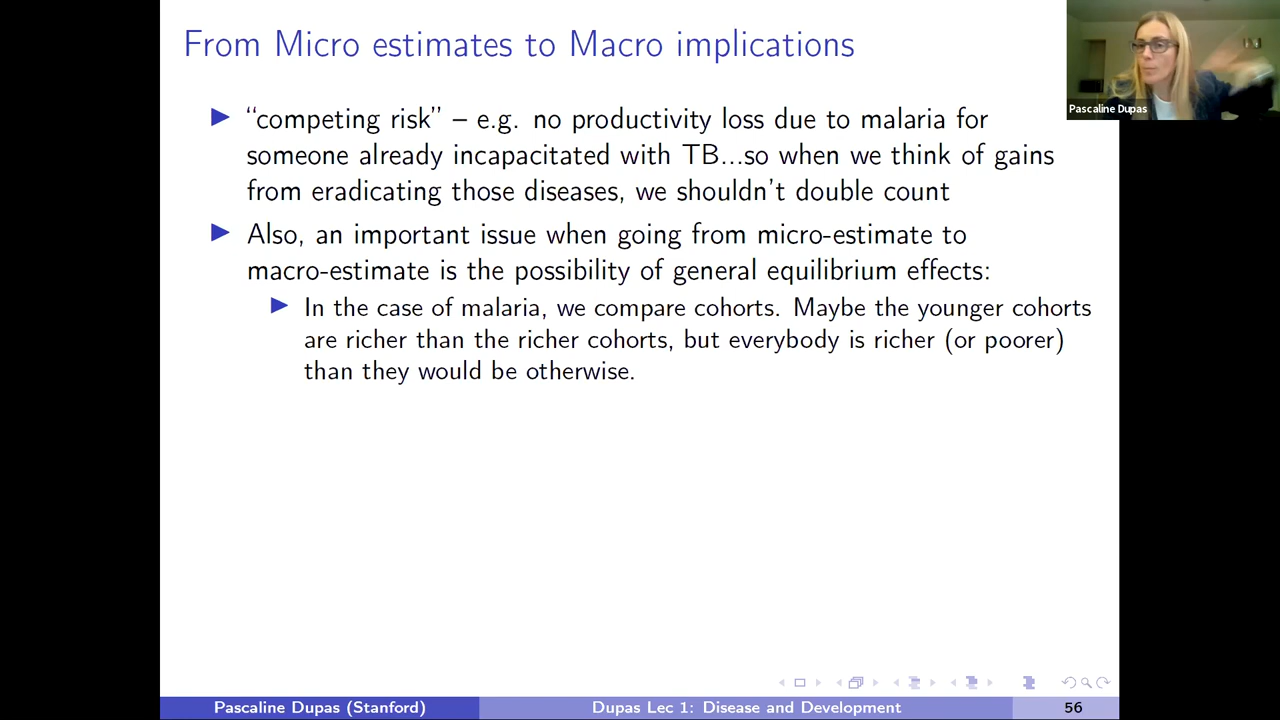 From Micro estimates to Macro implications
Pascaline Dupas
“competing risk” – e.g. no productivity loss due to malaria for
someone already incapacitated with TB...so when we think of gains
from eradicating those diseases, we shouldn’t double count
Also, an important issue when going from micro-estimate to
macro-estimate is the possibility of general equilibrium effects:
In the case of malaria, we compare cohorts. Maybe the younger cohorts
are richer than the richer cohorts, but everybody is richer (or poorer)
than they would be otherwise.
Pascaline Dupas (Stanford)
Dupas Lec 1: Disease and Development
56